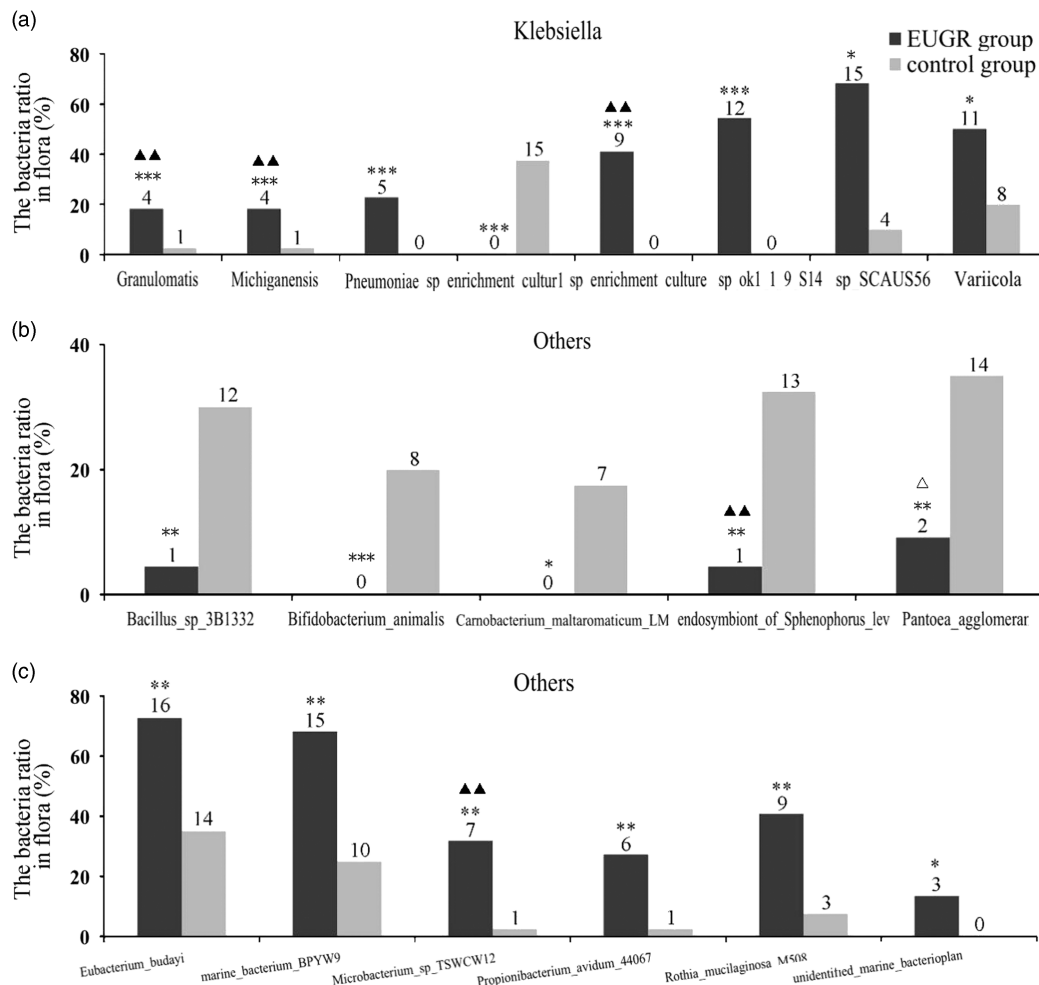 (a)
Klebsiella
EUGR group
control group
The bacteria ratio
in flora (%)
80
60
40
20
0
▲▲
***
4
1
▲▲
***
4
1
***
5
0
***
0
15
▲▲
***
9
0
***
12
0
*
15
4
*
11
8
Granulomatis
Michiganensis
Pneumoniae
sp enrichment cultur1
sp enrichment culture
sp ok1 1 9 S14
sp SCAUS56
Variicola
(b)
Others
The bacteria ratio
in flora (%)
40
20
0
**
1
12
***
0
8
*
0
7
▲▲
**
1
13
△
**
2
14
Bacillus_sp_3B1332
Bifidobacterium_animalis
Carnobacterium_maltaromaticum_LM
endosymbiont_of_Sphenophorus_lev
Pantoea_agglomerar
(c)
Others
The bacteria ratio
in flora (%)
80
60
40
20
0
**
16
14
**
15
10
▲▲
**
7
1
**
6
1
**
9
3
*
3
0
Eubacterium_budayi
marine_bacterium_BPYW9
Microbacterium_sp_TSWCW12
Propionibacterium_avidum_44067
Rothia_mucilaginosa_M508
unidentified_marine_bacterioplan